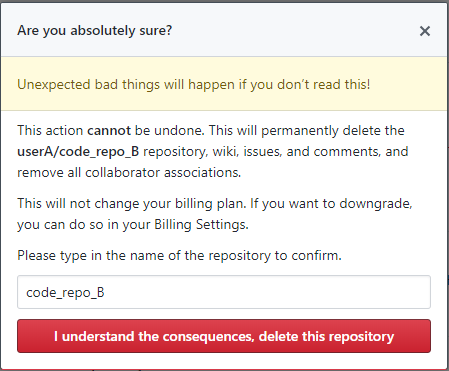 Are you absolutely sure?
Unexpected bad things will happen if you don’t read this!
This action cannot be undone. This will permanently delete the
userA/code_repo_B repository, wiki, issues, and comments, and
remove all collaborator associations.
This will not change your billing plan. If you want to downgrade,
you can do so in your Billing Settings.
Please type in the name of the repository to confirm.
code_repo_B
I understand the consequences, delete this repository